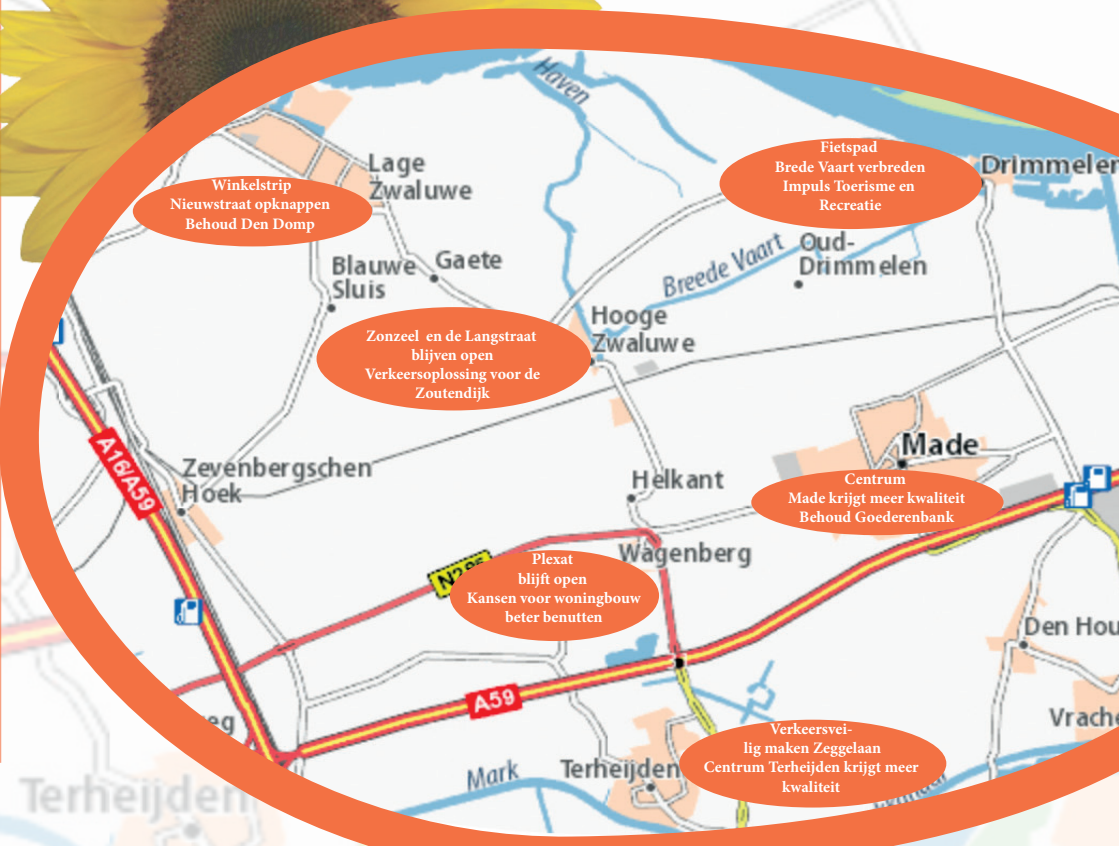 Haven
Lage
Zwaluwe
Winkelstrip
Nieuwstraat opknappen
Behoud Den Domp
Fietspad
Brede Vaart verbreden
Impuls Toerisme en
Recreatie
Drimmelen
Blauwe
Sluis
Gaete
Breede Vaart
Oud-
Drimmelen
Hooge
Zwaluwe
Zonzeel en de Langstraat
blijven open
Verkeersoplossing voor de
Zoutendijk
A16/A59
Zevenbergschen
Hoek
Made
Helkant
Centrum
Made krijgt meer kwaliteit
Behoud Goederenbank
Wagenberg
Plexat
blijft open
Kansen voor woningbouw
beter benutten
Den Hou
A59
Vrache
Verkeersvei-
lig maken Zeggelaan
Centrum Terheijden krijgt meer
kwaliteit
Mark
Terheijden
Terheijden